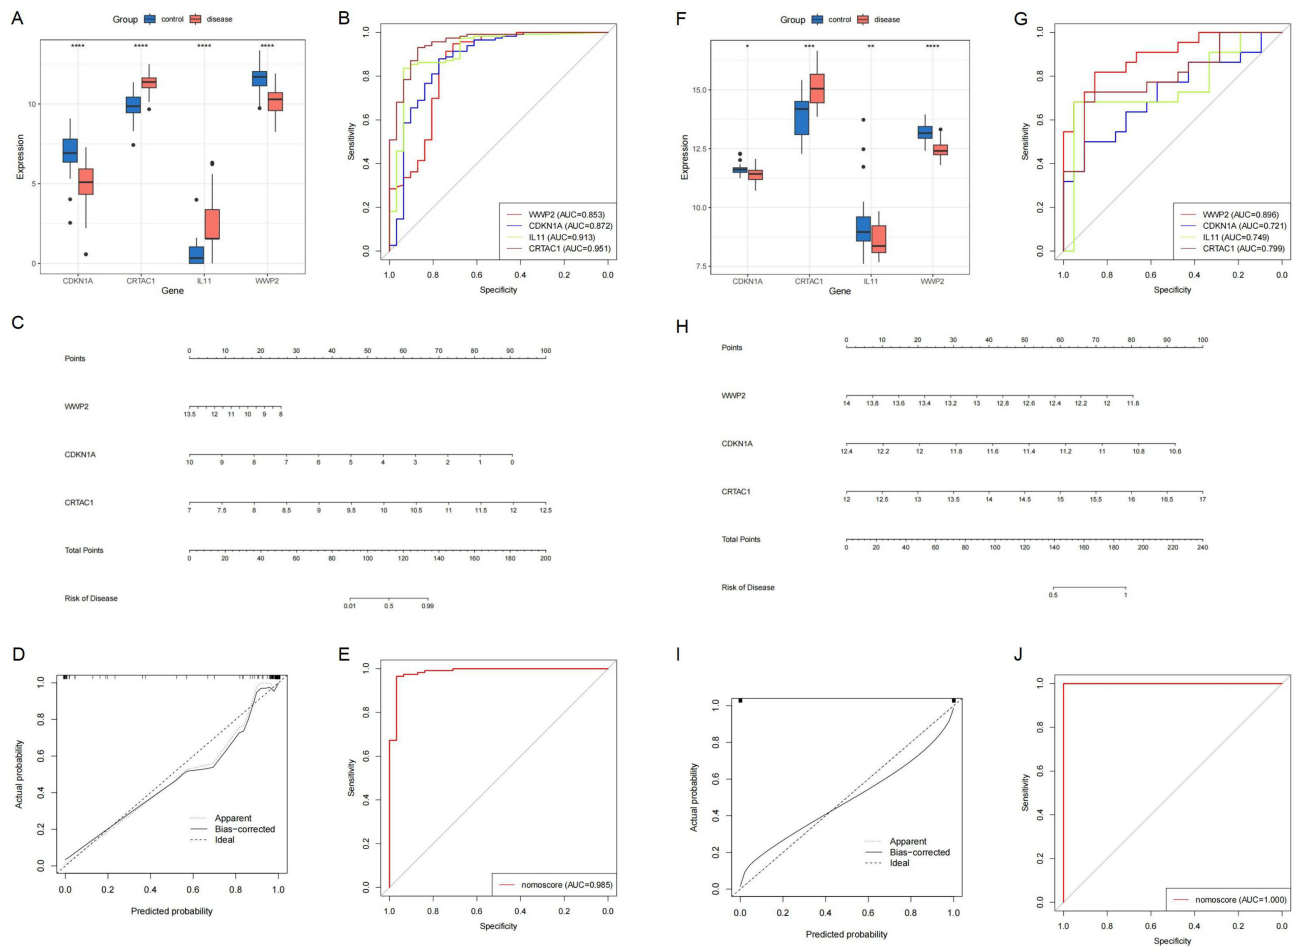 A
Group control disease
**** **** **** ****
10
5
0
Expression
CDKN1A CRTAC1 IL11 WWP2
Gene
B
1.0
0.8
0.6
0.4
0.2
0.0
Sensitivity
WWP2 (AUC=0.853)
CDKN1A (AUC=0.872)
IL11 (AUC=0.913)
CRTAC1 (AUC=0.951)
1.0 0.8 0.6 0.4 0.2 0.0
Specificity
F
Group control disease
* *** ** ****
15.0
12.5
10.0
7.5
Expression
CDKN1A CRTAC1 IL11 WWP2
Gene
G
1.0
0.8
0.6
0.4
0.2
0.0
Sensitivity
WWP2 (AUC=0.896)
CDKN1A (AUC=0.721)
IL11 (AUC=0.749)
CRTAC1 (AUC=0.799)
1.0 0.8 0.6 0.4 0.2 0.0
Specificity
C
0 10 20 30 40 50 60 70 80 90 100
Points
WWP2
13.5 12 11 10 9 8
CDKN1A
10 9 8 7 6 5 4 3 2 1 0
CRTAC1
7 7.5 8 8.5 9 9.5 10 10.5 11 11.5 12 12.5
Total Points
0 20 40 60 80 100 120 140 160 180 200
Risk of Disease
0.01 0.5 0.99
H
0 10 20 30 40 50 60 70 80 90 100
Points
WWP2
14 13.8 13.6 13.4 13.2 13 12.8 12.6 12.4 12.2 12 11.8
CDKN1A
12.4 12.2 12 11.8 11.6 11.4 11.2 11 10.8 10.6
CRTAC1
12 12.5 13 13.5 14 14.5 15 15.5 16 16.5 17
Total Points
0 20 40 60 80 100 120 140 160 180 200 220 240
Risk of Disease
0.5 1
D
1.0
0.8
0.6
0.4
0.2
0.0
Actual probability
Apparent
Bias-corrected
Ideal
0.0 0.2 0.4 0.6 0.8 1.0
Predicted probability
E
1.0
0.8
0.6
0.4
0.2
0.0
Sensitivity
nomoscore (AUC=0.985)
1.0 0.8 0.6 0.4 0.2 0.0
Specificity
I
1.0
0.8
0.6
0.4
0.2
0.0
Actual probability
Apparent
Bias-corrected
Ideal
0.0 0.2 0.4 0.6 0.8 1.0
Predicted probability
J
1.0
0.8
0.6
0.4
0.2
0.0
Sensitivity
nomoscore (AUC=1.000)
1.0 0.8 0.6 0.4 0.2 0.0
Specificity